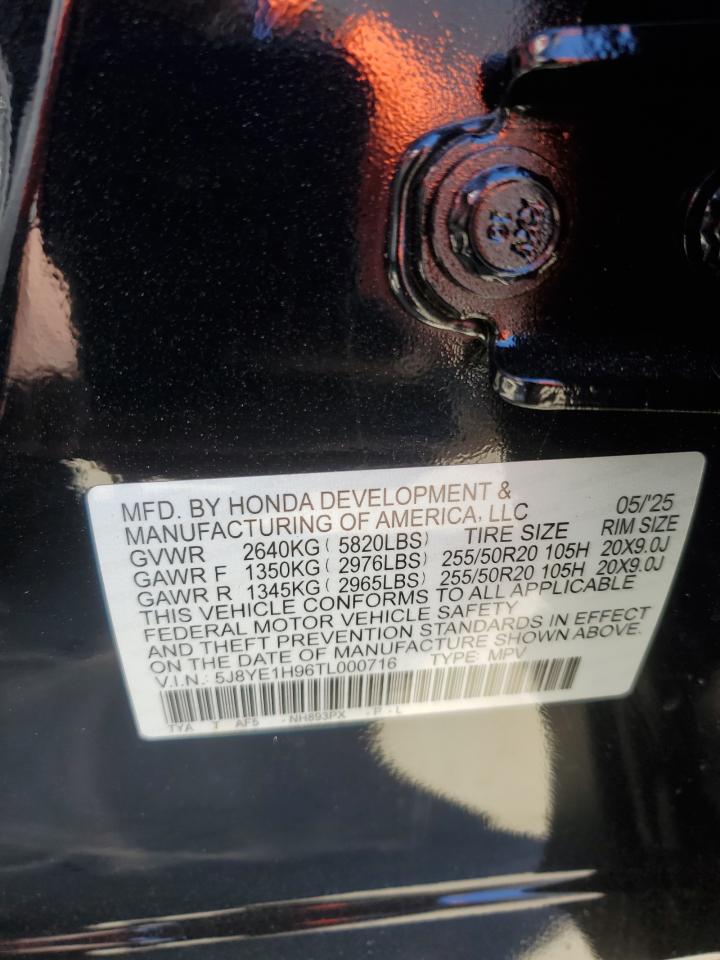 MFD. BY HONDA DEVELOPMENT & 05/'25
MANUFACTURING OF AMERICA, LLC
GVWR 2640KG ( 5820LBS) TIRE SIZE RIM SIZE
GAWR F 1350KG ( 2976LBS) 255/50R20 105H 20X9.0J
GAWR R 1345KG ( 2965LBS) 255/50R20 105H 20X9.0J
THIS VEHICLE CONFORMS TO ALL APPLICABLE
FEDERAL MOTOR VEHICLE SAFETY
AND THEFT PREVENTION STANDARDS IN EFFECT
ON THE DATE OF MANUFACTURE SHOWN ABOVE.
V.I.N.: 5J8YE1H96TL000716 TYPE: MPV
TYA T AF5 - NH893PX - P - L